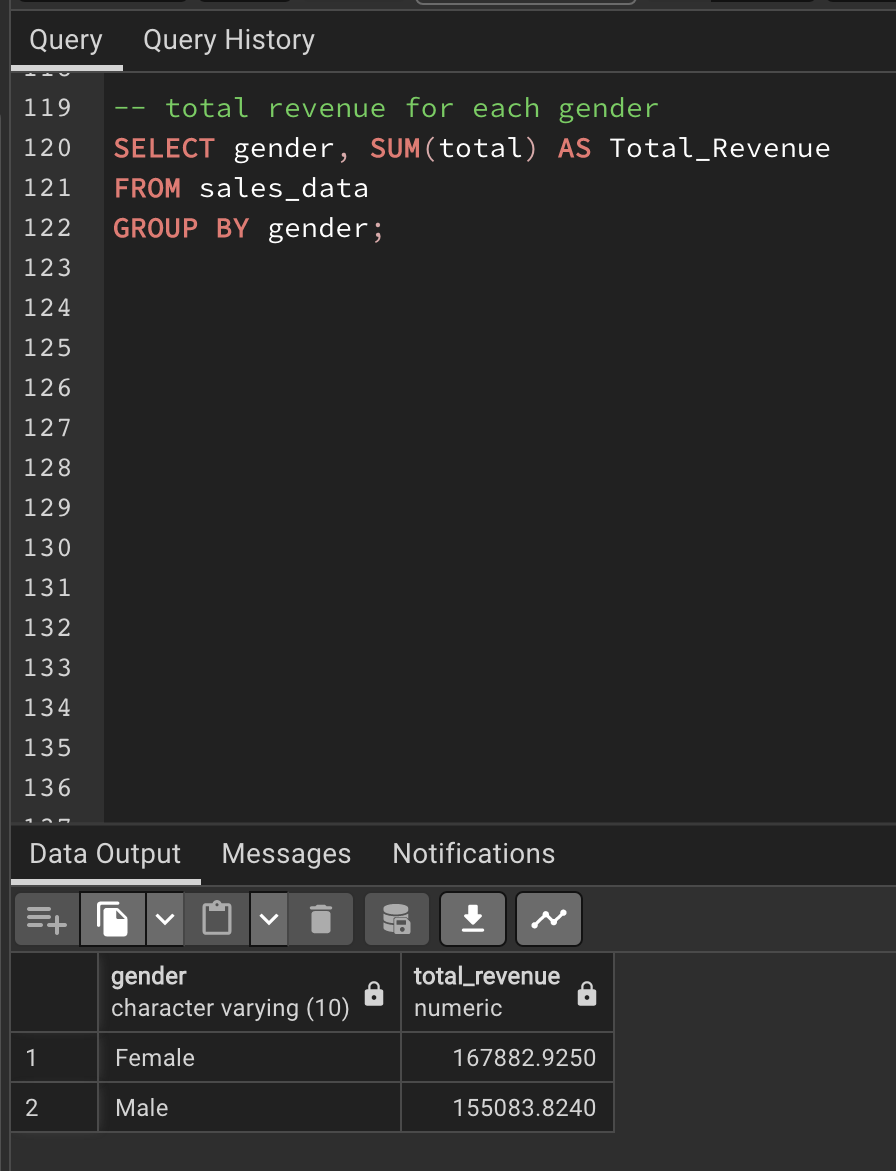 Query Query History
119 -- total revenue for each gender
120 SELECT gender, SUM(total) AS Total_Revenue
121 FROM sales_data
122 GROUP BY gender;
123
124
125
126
127
128
129
130
131
132
133
134
135
136
Data Output Messages Notifications
gender total_revenue
character varying (10) numeric
1 Female 167882.9250
2 Male 155083.8240